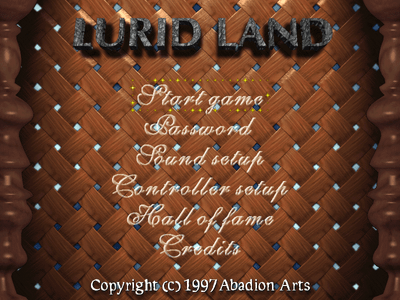 LURID LAND
Start game
Password
Sound setup
Controller setup
Hall of fame
Credits
Copyright (c) 1997 Abadion Arts